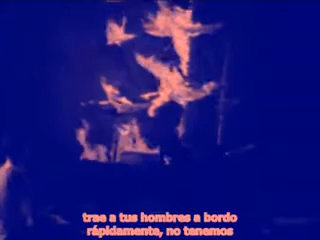 trae a tus hombres a bordo
rápidamente, no tenemos